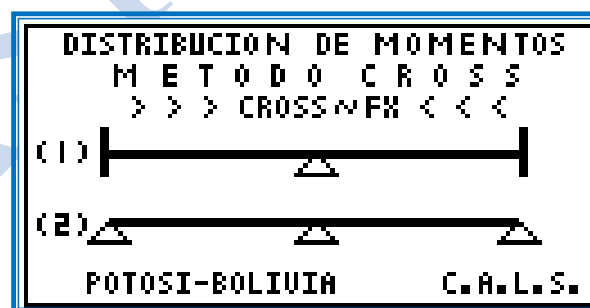 DISTRIBUCION DE MOMENTOS
M E T O D O C R O S S
> > > CROSS~FX < < <
(1)
(2)
POTOSI-BOLIVIA C.A.L.S.